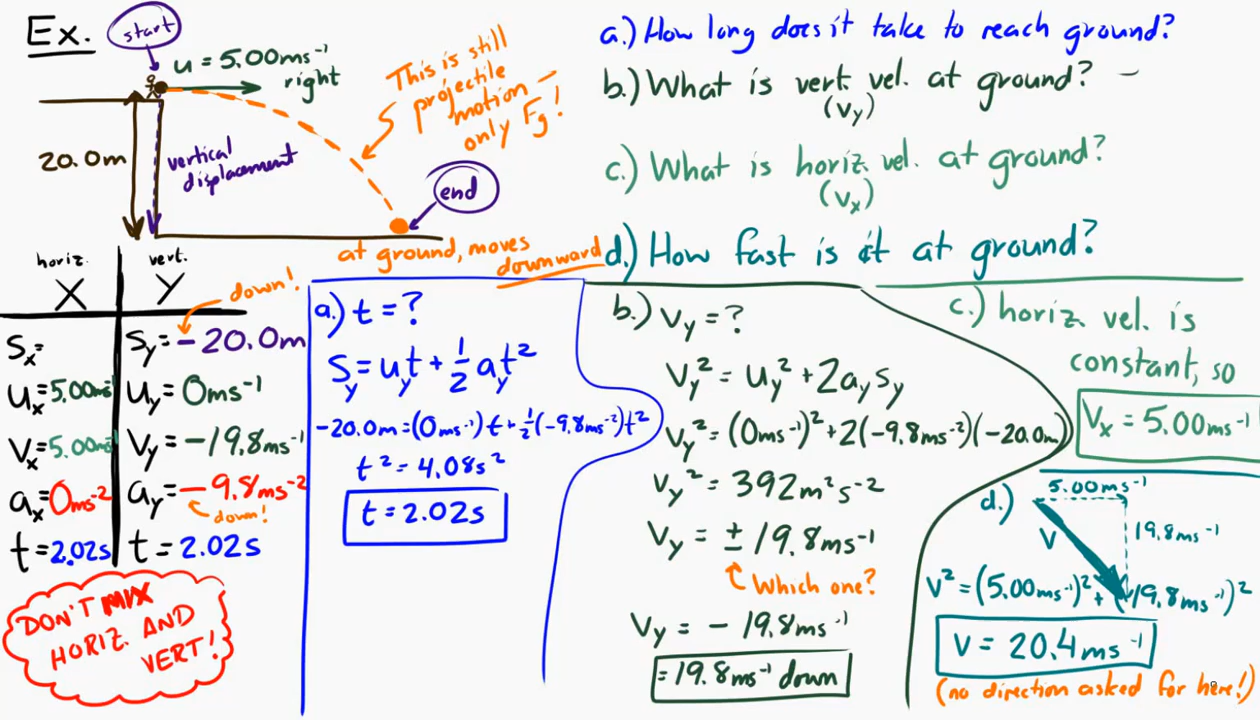 Ex.
start
u = 5.00ms⁻¹
right
This is still
projectile
motion –
only Fg!
20.0m
vertical
displacement
end
at ground, moves
downward
a.) How long does it take to reach ground?
b.) What is vert. vel. at ground?
(vy)
c.) What is horiz. vel. at ground?
(vx)
d.) How fast is it at ground?
horiz. vert.
X Y
down!
Sx= Sy= -20.0m
ux= 5.00ms⁻¹ uy= 0ms⁻¹
Vx= 5.00ms⁻¹ Vy= -19.8ms⁻¹
ax= 0ms⁻² ay= -9.8ms⁻²
down!
t = 2.02s t = 2.02s
DON'T MIX
HORIZ. AND
VERT!
a.) t = ?
Sy = uyt + ½ayt²
-20.0m = (0ms⁻¹)t + ½(-9.8ms⁻²)t²
t² = 4.08s²
t = 2.02s
b.) Vy = ?
Vy² = uy² + 2aysy
Vy² = (0ms⁻¹)² + 2(-9.8ms⁻²)(-20.0m)
Vy² = 392m²s⁻²
Vy = ± 19.8ms⁻¹
Which one?
Vy = - 19.8ms⁻¹
= 19.8ms⁻¹ down
c.) horiz. vel. is
constant, so
Vx = 5.00ms⁻¹
d.)
5.00ms⁻¹
V
19.8ms⁻¹
V² = (5.00ms⁻¹)² + (19.8ms⁻¹)²
V = 20.4ms⁻¹
(no direction asked for here!)